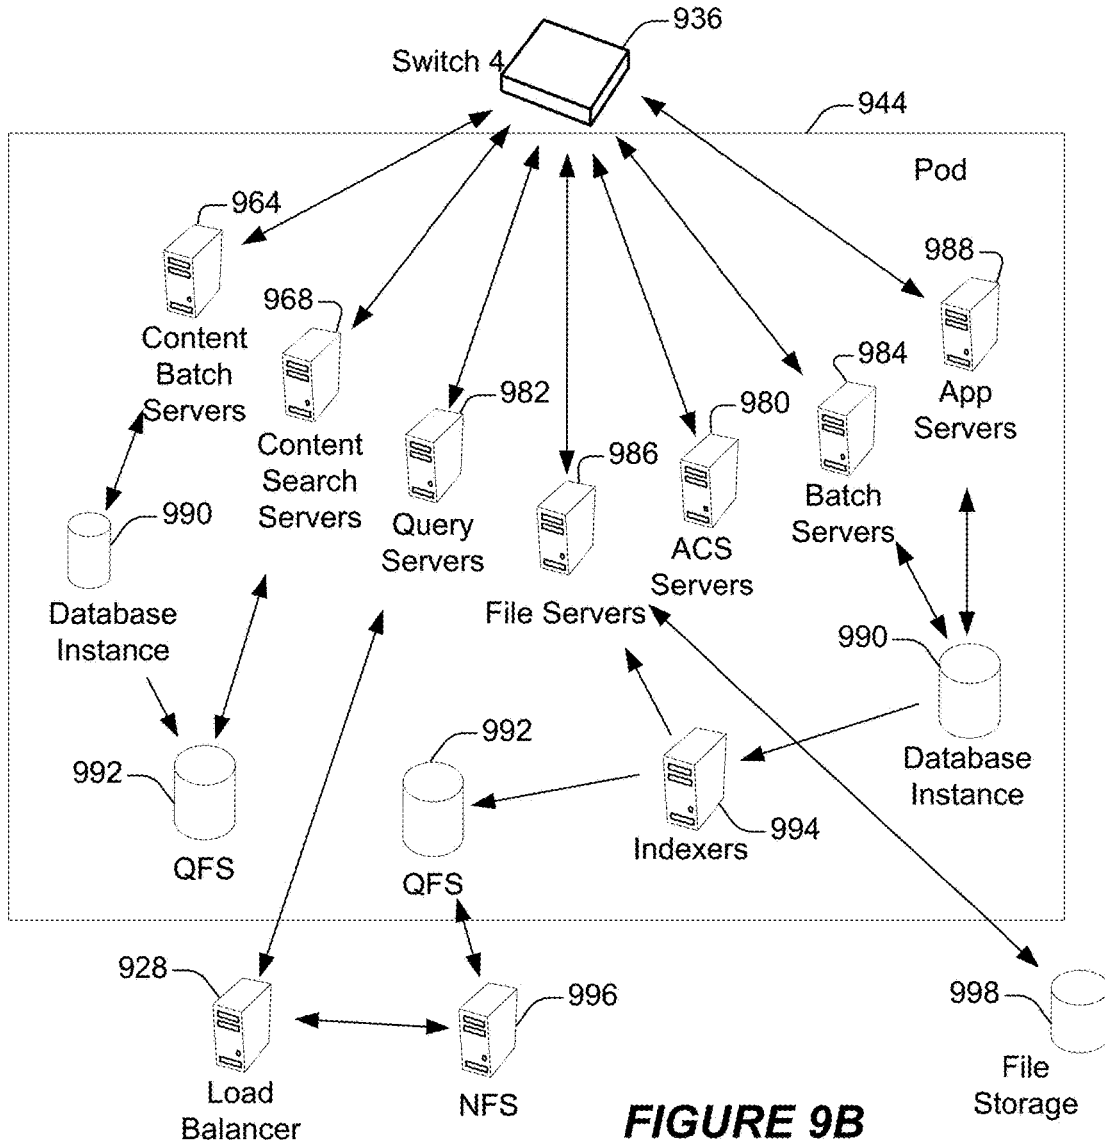 936
Switch 4
944
Pod
964
988
968
Content
Batch
Servers
984
982
980
App
Servers
Content
Search
Servers
986
990
Query
Servers
Batch
Servers
ACS
Servers
Database
Instance
File Servers
990
992
992
Database
Instance
994
Indexers
QFS
QFS
928
996
998
Load
Balancer
NFS
File
Storage
FIGURE 9B